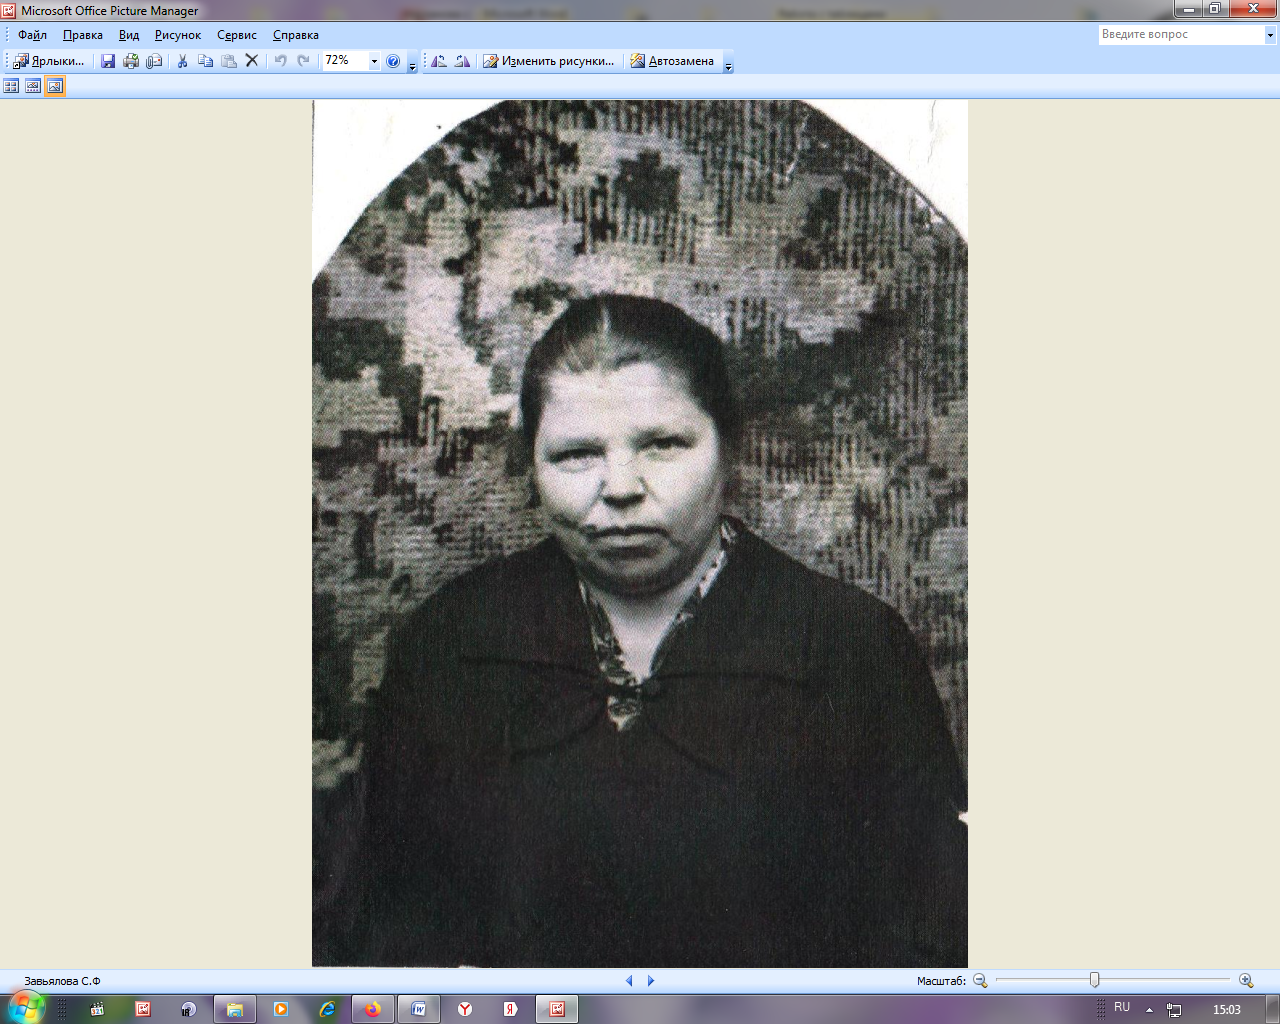 Microsoft Office Picture Manager
Файл Правка Вид Рисунок Сервис Справка
Введите вопрос
Ярлыки... 72% Изменить рисунки... Автозамена
Завьялова С.Ф
Масштаб:
RU 15:03